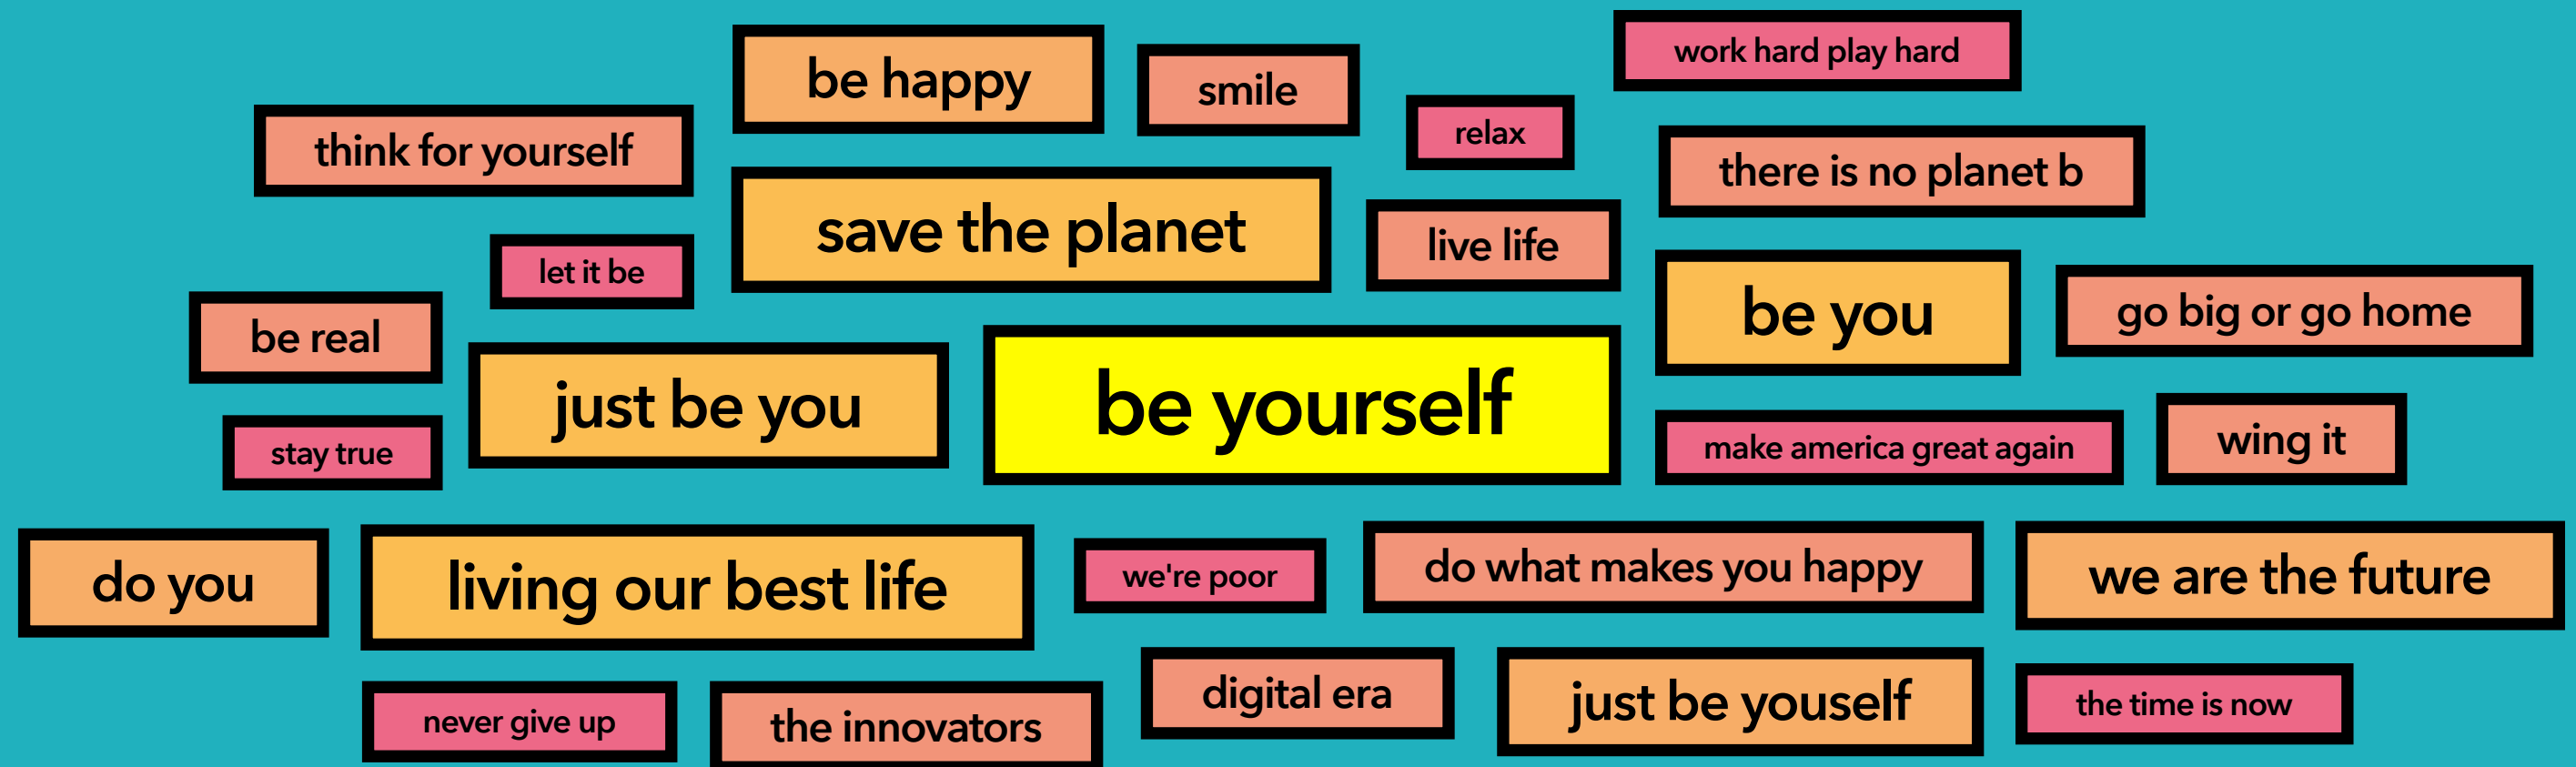 work hard play hard
be happy
smile
relax
think for yourself
there is no planet b
save the planet
live life
let it be
be you
go big or go home
be real
just be you
be yourself
stay true
make america great again
wing it
do you
living our best life
we're poor
do what makes you happy
we are the future
digital era
just be youself
the time is now
never give up
the innovators